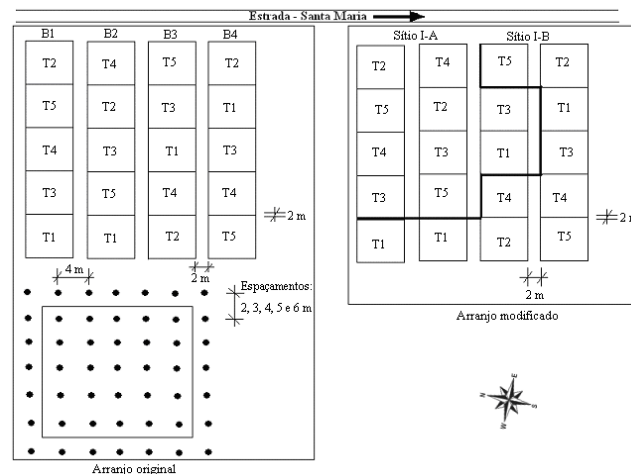 Estrada - Santa Maria
B1 B2 B3 B4
T2 T4 T5 T2
T5 T2 T3 T1
T4 T3 T1 T3
T3 T5 T4 T4
T1 T1 T2 T5
2 m
4 m
2 m
Espaçamentos:
2, 3, 4, 5 e 6 m
Arranjo original
Sítio I-A Sítio I-B
T2 T4 T5 T2
T5 T2 T3 T1
T4 T3 T1 T3
T3 T5 T4 T4
T1 T1 T2 T5
2 m
2 m
Arranjo modificado
N E S W